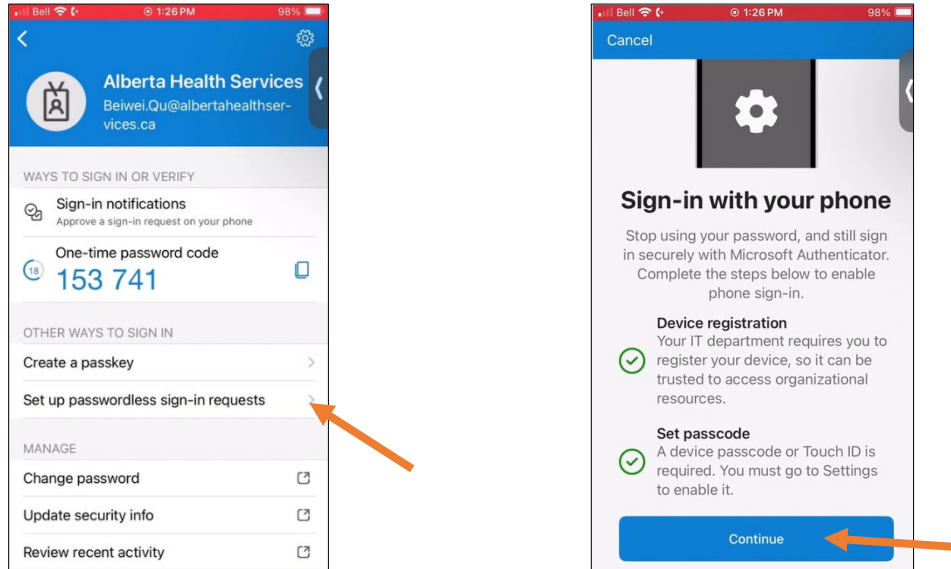 Bell 1:26 PM 98%
Alberta Health Services
Beiwei.Qu@albertahealthser-
vices.ca
WAYS TO SIGN IN OR VERIFY
Sign-in notifications
Approve a sign-in request on your phone
One-time password code
18
153 741
OTHER WAYS TO SIGN IN
Create a passkey
Set up passwordless sign-in requests
MANAGE
Change password
Update security info
Review recent activity
Bell 1:26 PM 98%
Cancel
Sign-in with your phone
Stop using your password, and still sign
in securely with Microsoft Authenticator.
Complete the steps below to enable
phone sign-in.
Device registration
Your IT department requires you to
register your device, so it can be
trusted to access organizational
resources.
Set passcode
A device passcode or Touch ID is
required. You must go to Settings
to enable it.
Continue